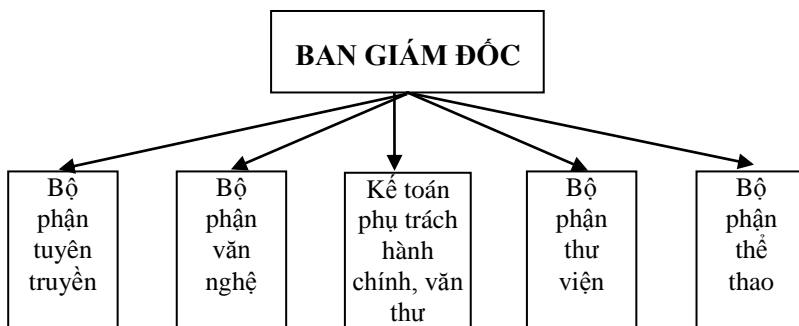 BAN GIÁM ĐỐC
Bộ
phận
tuyên
truyền
Bộ
phận
văn
nghệ
Kế toán
phụ trách
hành
chính, văn
thư
Bộ
phận
thư
viện
Bộ
phận
thể
thao